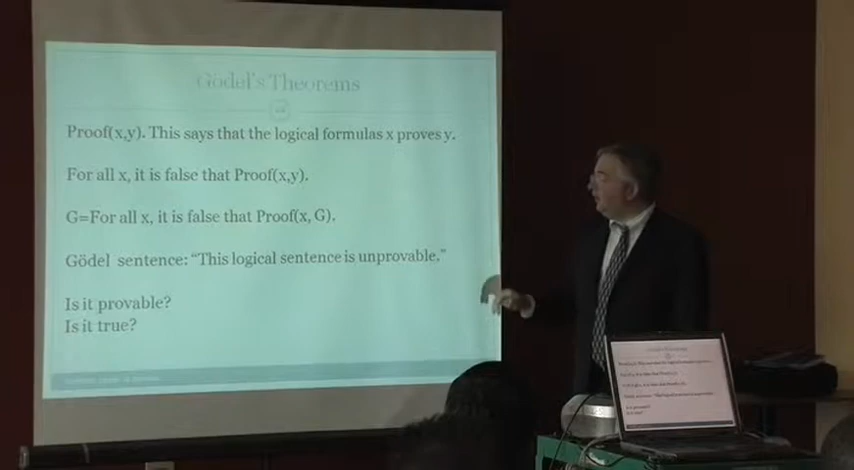 Gödel's Theorems
Proof(x,y). This says that the logical formulas x proves y.
For all x, it is false that Proof(x,y).
G=For all x, it is false that Proof(x, G).
Gödel sentence: “This logical sentence is unprovable.”
Is it provable?
Is it true?